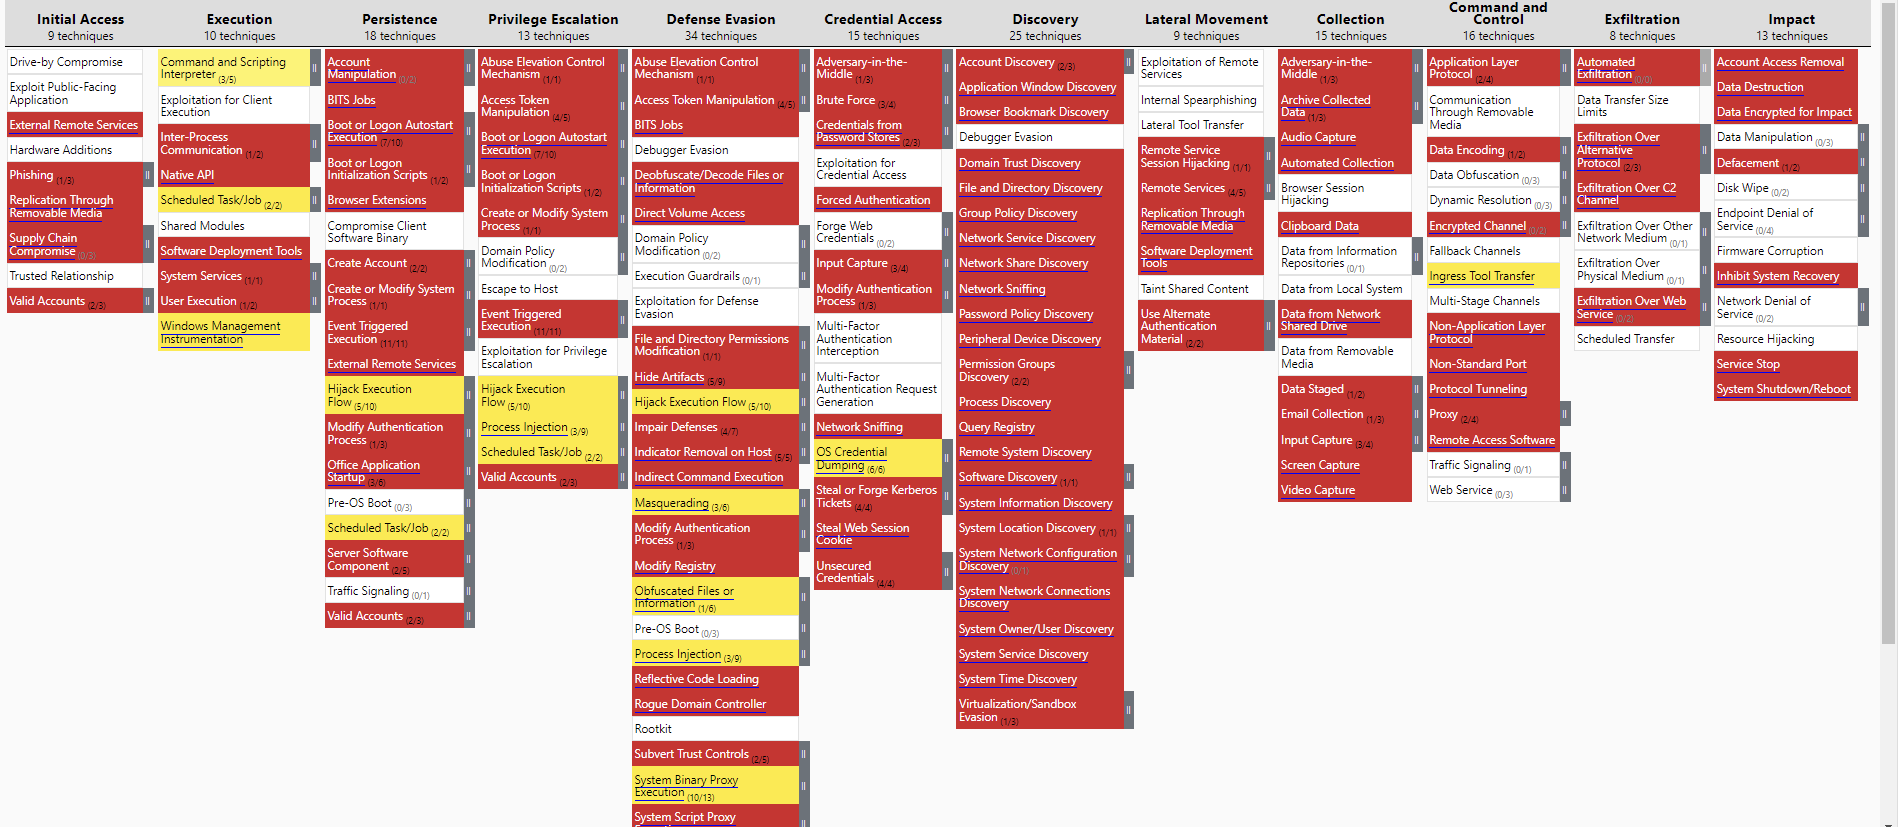 Initial Access
9 techniques
Drive-by Compromise
Exploit Public-Facing
Application
External Remote Services
Hardware Additions
Phishing (1/3)
Replication Through
Removable Media
Supply Chain
Compromise (0/3)
Trusted Relationship
Valid Accounts (2/3)
Execution
10 techniques
Command and Scripting
Interpreter (3/5)
Exploitation for Client
Execution
Inter-Process
Communication (1/2)
Native API
Scheduled Task/Job (2/2)
Shared Modules
Software Deployment Tools
System Services (1/1)
User Execution (1/2)
Windows Management
Instrumentation
Persistence
18 techniques
Account
Manipulation (0/2)
BITS Jobs
Boot or Logon Autostart
Execution (7/10)
Boot or Logon
Initialization Scripts (1/2)
Browser Extensions
Compromise Client
Software Binary
Create Account (2/2)
Create or Modify System
Process (1/1)
Event Triggered
Execution (11/11)
External Remote Services
Hijack Execution
Flow (5/10)
Modify Authentication
Process (1/3)
Office Application
Startup (3/6)
Pre-OS Boot (0/3)
Scheduled Task/Job (2/2)
Server Software
Component (2/5)
Traffic Signaling (0/1)
Valid Accounts (2/3)
Privilege Escalation
13 techniques
Abuse Elevation Control
Mechanism (1/1)
Access Token
Manipulation (4/5)
Boot or Logon Autostart
Execution (7/10)
Boot or Logon
Initialization Scripts (1/2)
Create or Modify System
Process (1/1)
Domain Policy
Modification (0/2)
Escape to Host
Event Triggered
Execution (11/11)
Exploitation for Privilege
Escalation
Hijack Execution
Flow (5/10)
Process Injection (3/9)
Scheduled Task/Job (2/2)
Valid Accounts (2/3)
Defense Evasion
34 techniques
Abuse Elevation Control
Mechanism (1/1)
Access Token Manipulation (4/5)
BITS Jobs
Debugger Evasion
Deobfuscate/Decode Files or
Information
Direct Volume Access
Domain Policy
Modification (0/2)
Execution Guardrails (0/1)
Exploitation for Defense
Evasion
File and Directory Permissions
Modification (1/1)
Hide Artifacts (5/9)
Hijack Execution Flow (5/10)
Impair Defenses (4/7)
Indicator Removal on Host (5/5)
Indirect Command Execution
Masquerading (3/6)
Modify Authentication
Process (1/3)
Modify Registry
Obfuscated Files or
Information (1/6)
Pre-OS Boot (0/3)
Process Injection (3/9)
Reflective Code Loading
Rogue Domain Controller
Rootkit
Subvert Trust Controls (2/5)
System Binary Proxy
Execution (10/13)
System Script Proxy
Credential Access
15 techniques
Adversary-in-the-
Middle (1/3)
Brute Force (3/4)
Credentials from
Password Stores (2/3)
Exploitation for
Credential Access
Forced Authentication
Forge Web
Credentials (0/2)
Input Capture (3/4)
Modify Authentication
Process (1/3)
Multi-Factor
Authentication
Interception
Multi-Factor
Authentication Request
Generation
Network Sniffing
OS Credential
Dumping (6/6)
Steal or Forge Kerberos
Tickets (4/4)
Steal Web Session
Cookie
Unsecured
Credentials (4/4)
Discovery
25 techniques
Account Discovery (2/3)
Application Window Discovery
Browser Bookmark Discovery
Debugger Evasion
Domain Trust Discovery
File and Directory Discovery
Group Policy Discovery
Network Service Discovery
Network Share Discovery
Network Sniffing
Password Policy Discovery
Peripheral Device Discovery
Permission Groups
Discovery (2/2)
Process Discovery
Query Registry
Remote System Discovery
Software Discovery (1/1)
System Information Discovery
System Location Discovery (1/1)
System Network Configuration
Discovery (0/1)
System Network Connections
Discovery
System Owner/User Discovery
System Service Discovery
System Time Discovery
Virtualization/Sandbox
Evasion (1/3)
Lateral Movement
9 techniques
Exploitation of Remote
Services
Internal Spearphishing
Lateral Tool Transfer
Remote Service
Session Hijacking (1/1)
Remote Services (4/5)
Replication Through
Removable Media
Software Deployment
Tools
Taint Shared Content
Use Alternate
Authentication
Material (2/2)
Collection
15 techniques
Adversary-in-the-
Middle (1/3)
Archive Collected
Data (1/3)
Audio Capture
Automated Collection
Browser Session
Hijacking
Clipboard Data
Data from Information
Repositories (0/1)
Data from Local System
Data from Network
Shared Drive
Data from Removable
Media
Data Staged (1/2)
Email Collection (1/3)
Input Capture (3/4)
Screen Capture
Video Capture
Command and
Control
16 techniques
Application Layer
Protocol (2/4)
Communication
Through Removable
Media
Data Encoding (1/2)
Data Obfuscation (0/3)
Dynamic Resolution (0/3)
Encrypted Channel (0/2)
Fallback Channels
Ingress Tool Transfer
Multi-Stage Channels
Non-Application Layer
Protocol
Non-Standard Port
Protocol Tunneling
Proxy (2/4)
Remote Access Software
Traffic Signaling (0/1)
Web Service (0/3)
Exfiltration
8 techniques
Automated
Exfiltration (0/0)
Data Transfer Size
Limits
Exfiltration Over
Alternative
Protocol (2/3)
Exfiltration Over C2
Channel
Exfiltration Over Other
Network Medium (0/1)
Exfiltration Over
Physical Medium (0/1)
Exfiltration Over Web
Service (0/2)
Scheduled Transfer
Impact
13 techniques
Account Access Removal
Data Destruction
Data Encrypted for Impact
Data Manipulation (0/3)
Defacement (1/2)
Disk Wipe (0/2)
Endpoint Denial of
Service (0/4)
Firmware Corruption
Inhibit System Recovery
Network Denial of
Service (0/2)
Resource Hijacking
Service Stop
System Shutdown/Reboot